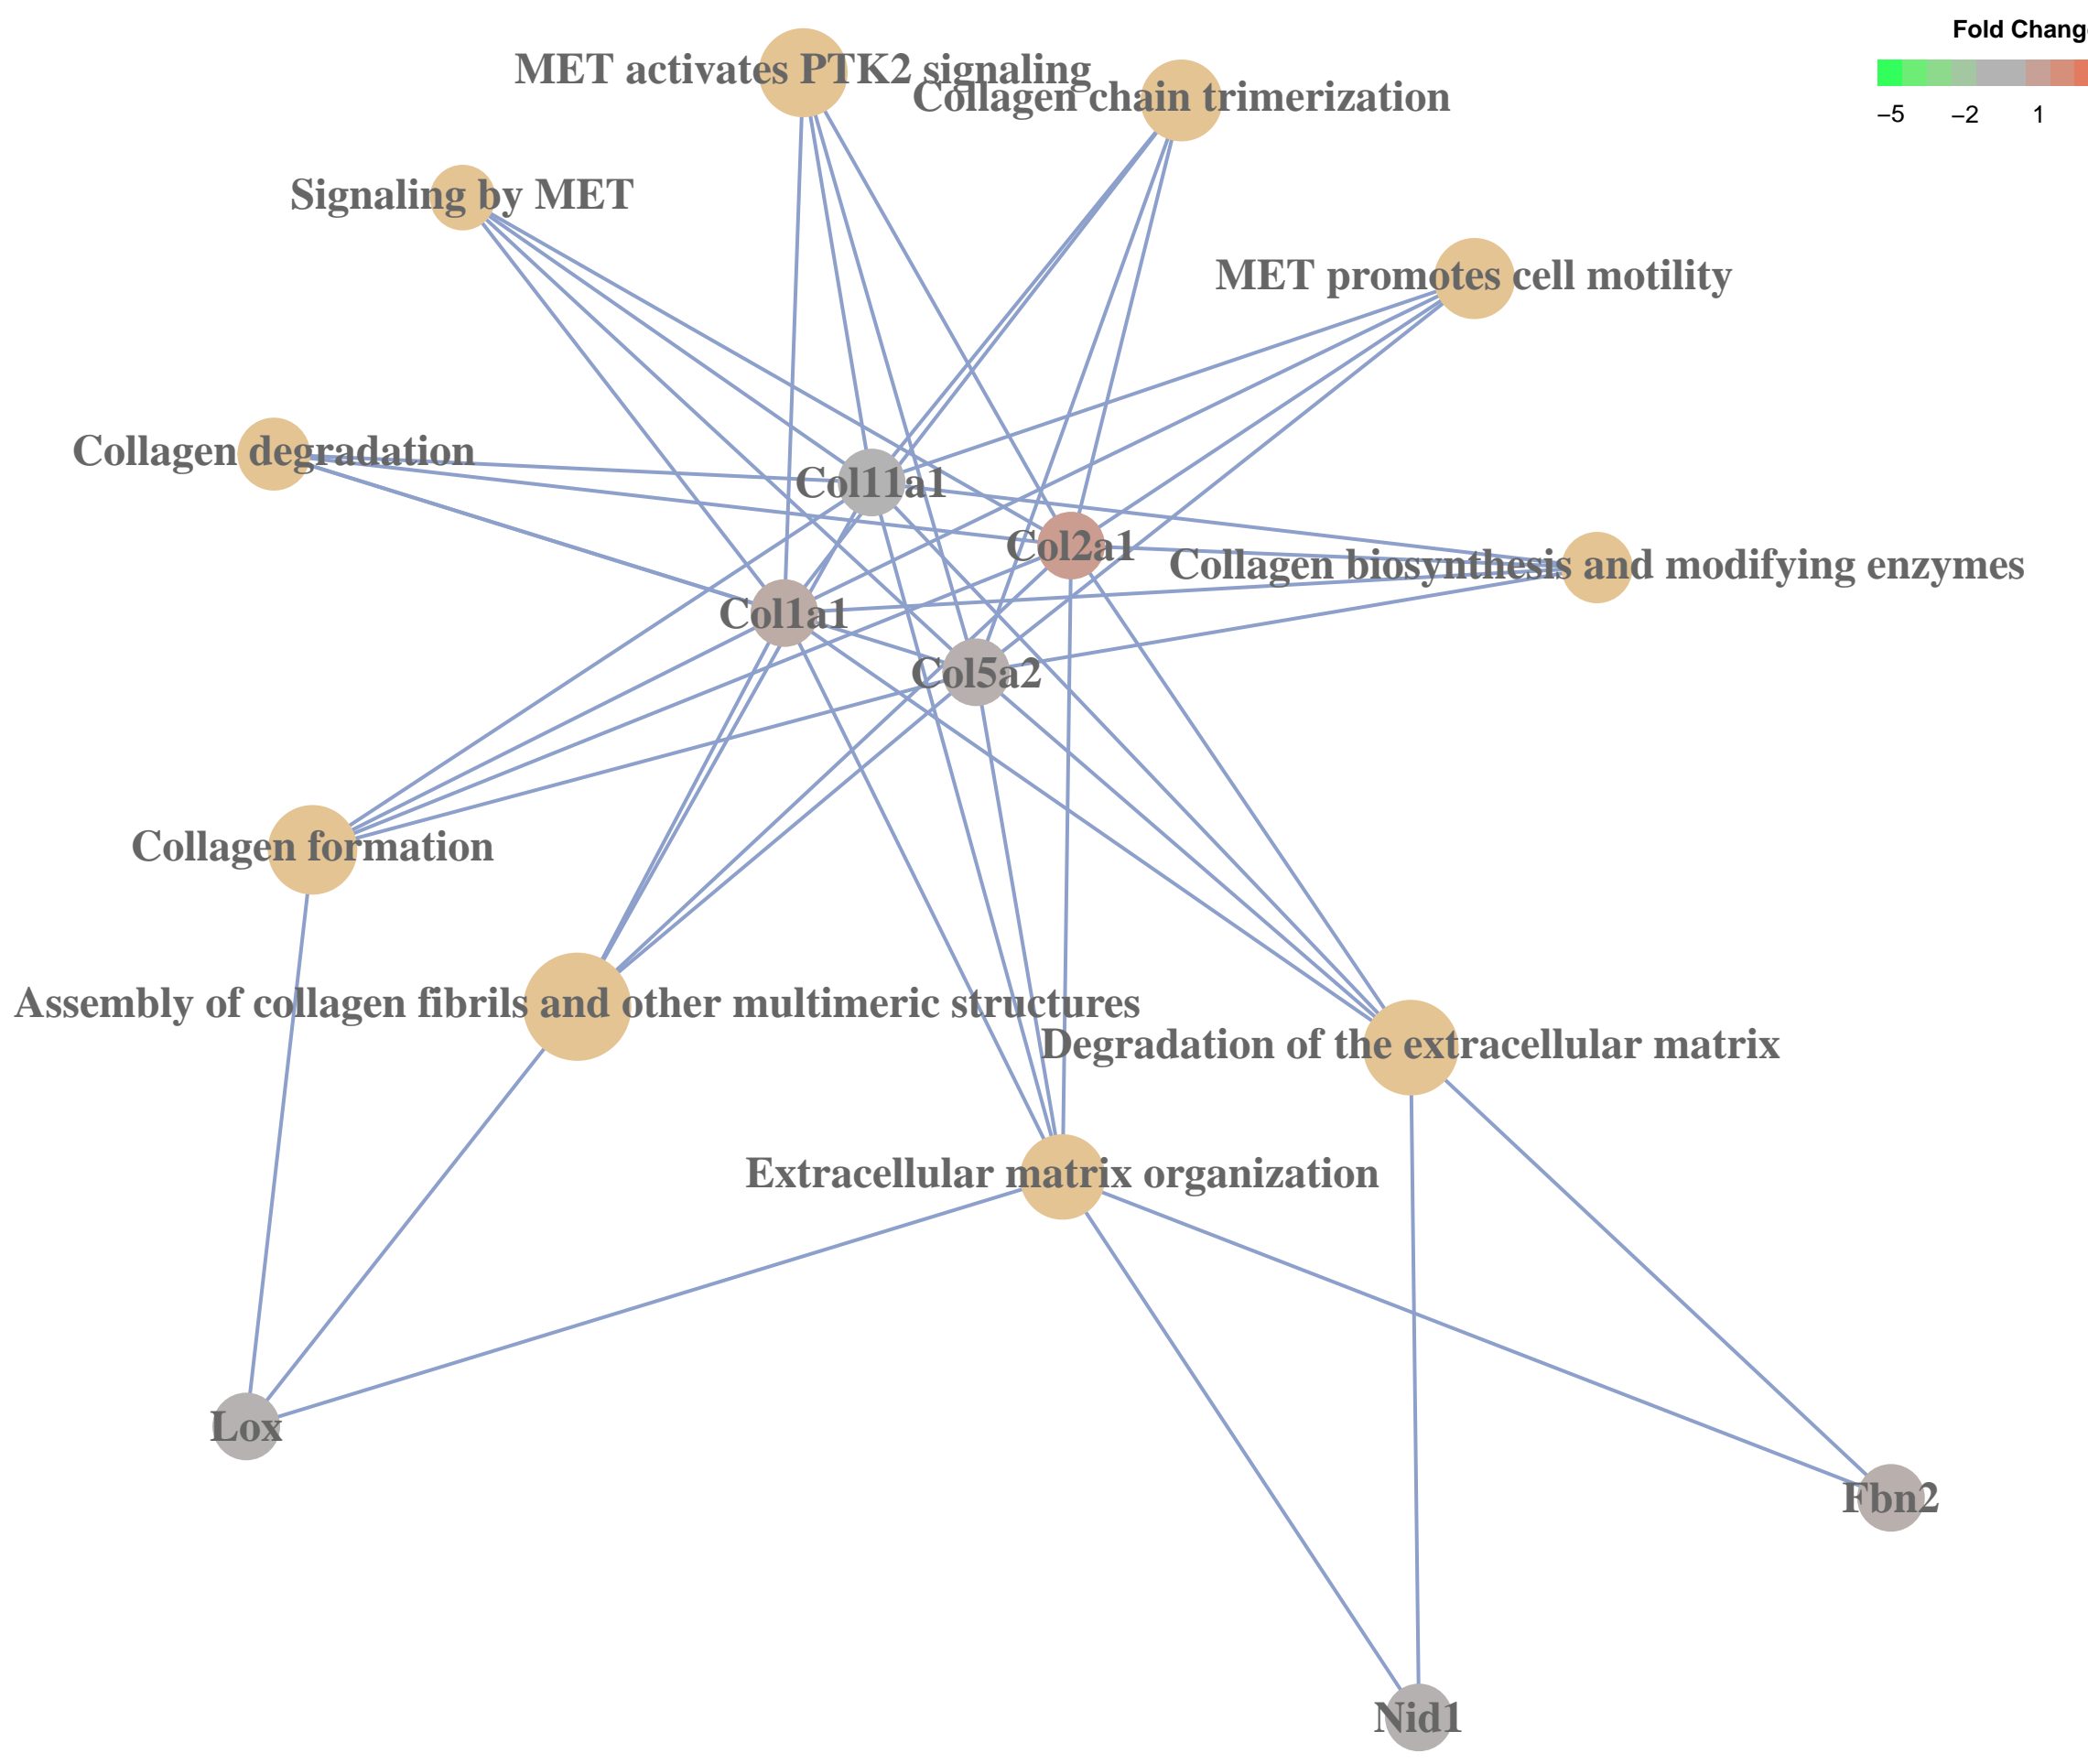 Fold Chang
−5 −2 1
MET activates PTK2 signaling
Collagen chain trimerization
Signaling by MET
MET promotes cell motility
Collagen degradation
Col11a1
Col2a1
Collagen biosynthesis and modifying enzymes
Col1a1
Col5a2
Collagen formation
Assembly of collagen fibrils and other multimeric structures
Degradation of the extracellular matrix
Extracellular matrix organization
Lox
Fbn2
Nid1